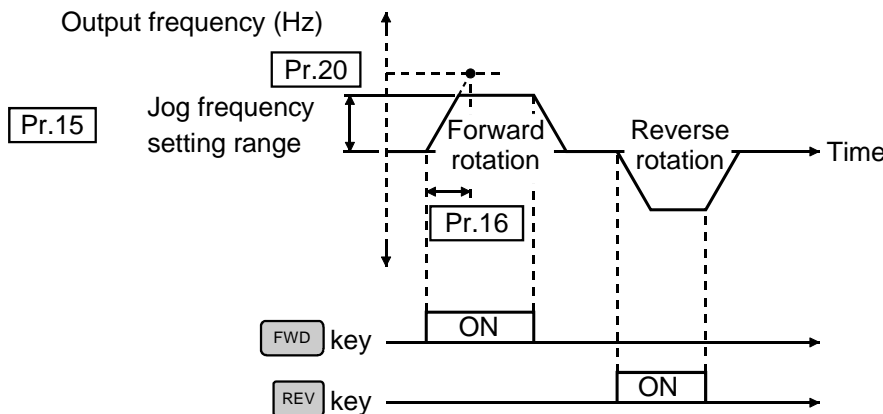 Output frequency (Hz)
Pr.20
Pr.15
Jog frequency
setting range
Forward
rotation
Reverse
rotation
Time
Pr.16
FWD key
ON
REV key
ON